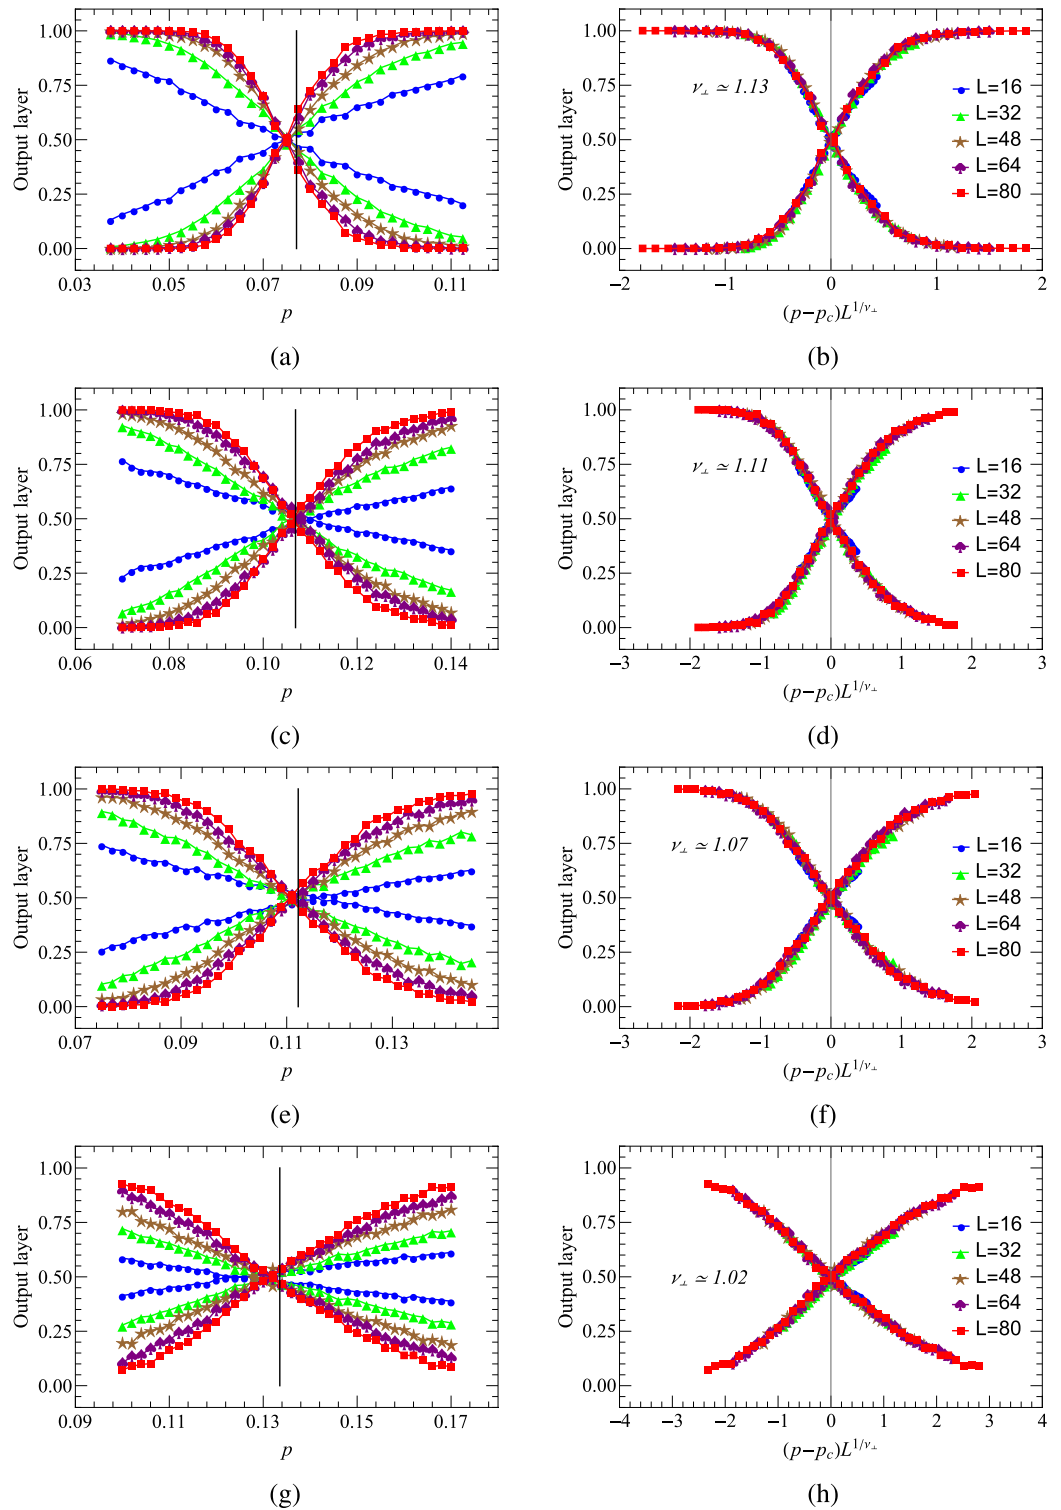 1.00
0.75
0.50
0.25
0.00
Output layer
0.03 0.05 0.07 0.09 0.11
p
(a)
1.00
0.75
0.50
0.25
0.00
Output layer
ν⊥ ≃ 1.13
L=16
L=32
L=48
L=64
L=80
−2 −1 0 1 2
(p−p_c)L^{1/ν⊥}
(b)
1.00
0.75
0.50
0.25
0.00
Output layer
0.06 0.08 0.10 0.12 0.14
p
(c)
1.00
0.75
0.50
0.25
0.00
Output layer
ν⊥ ≃ 1.11
L=16
L=32
L=48
L=64
L=80
−3 −2 −1 0 1 2 3
(p−p_c)L^{1/ν⊥}
(d)
1.00
0.75
0.50
0.25
0.00
Output layer
0.07 0.09 0.11 0.13
p
(e)
1.00
0.75
0.50
0.25
0.00
Output layer
ν⊥ ≃ 1.07
L=16
L=32
L=48
L=64
L=80
−3 −2 −1 0 1 2 3
(p−p_c)L^{1/ν⊥}
(f)
1.00
0.75
0.50
0.25
0.00
Output layer
0.09 0.11 0.13 0.15 0.17
p
(g)
1.00
0.75
0.50
0.25
0.00
Output layer
ν⊥ ≃ 1.02
L=16
L=32
L=48
L=64
L=80
−4 −3 −2 −1 0 1 2 3 4
(p−p_c)L^{1/ν⊥}
(h)